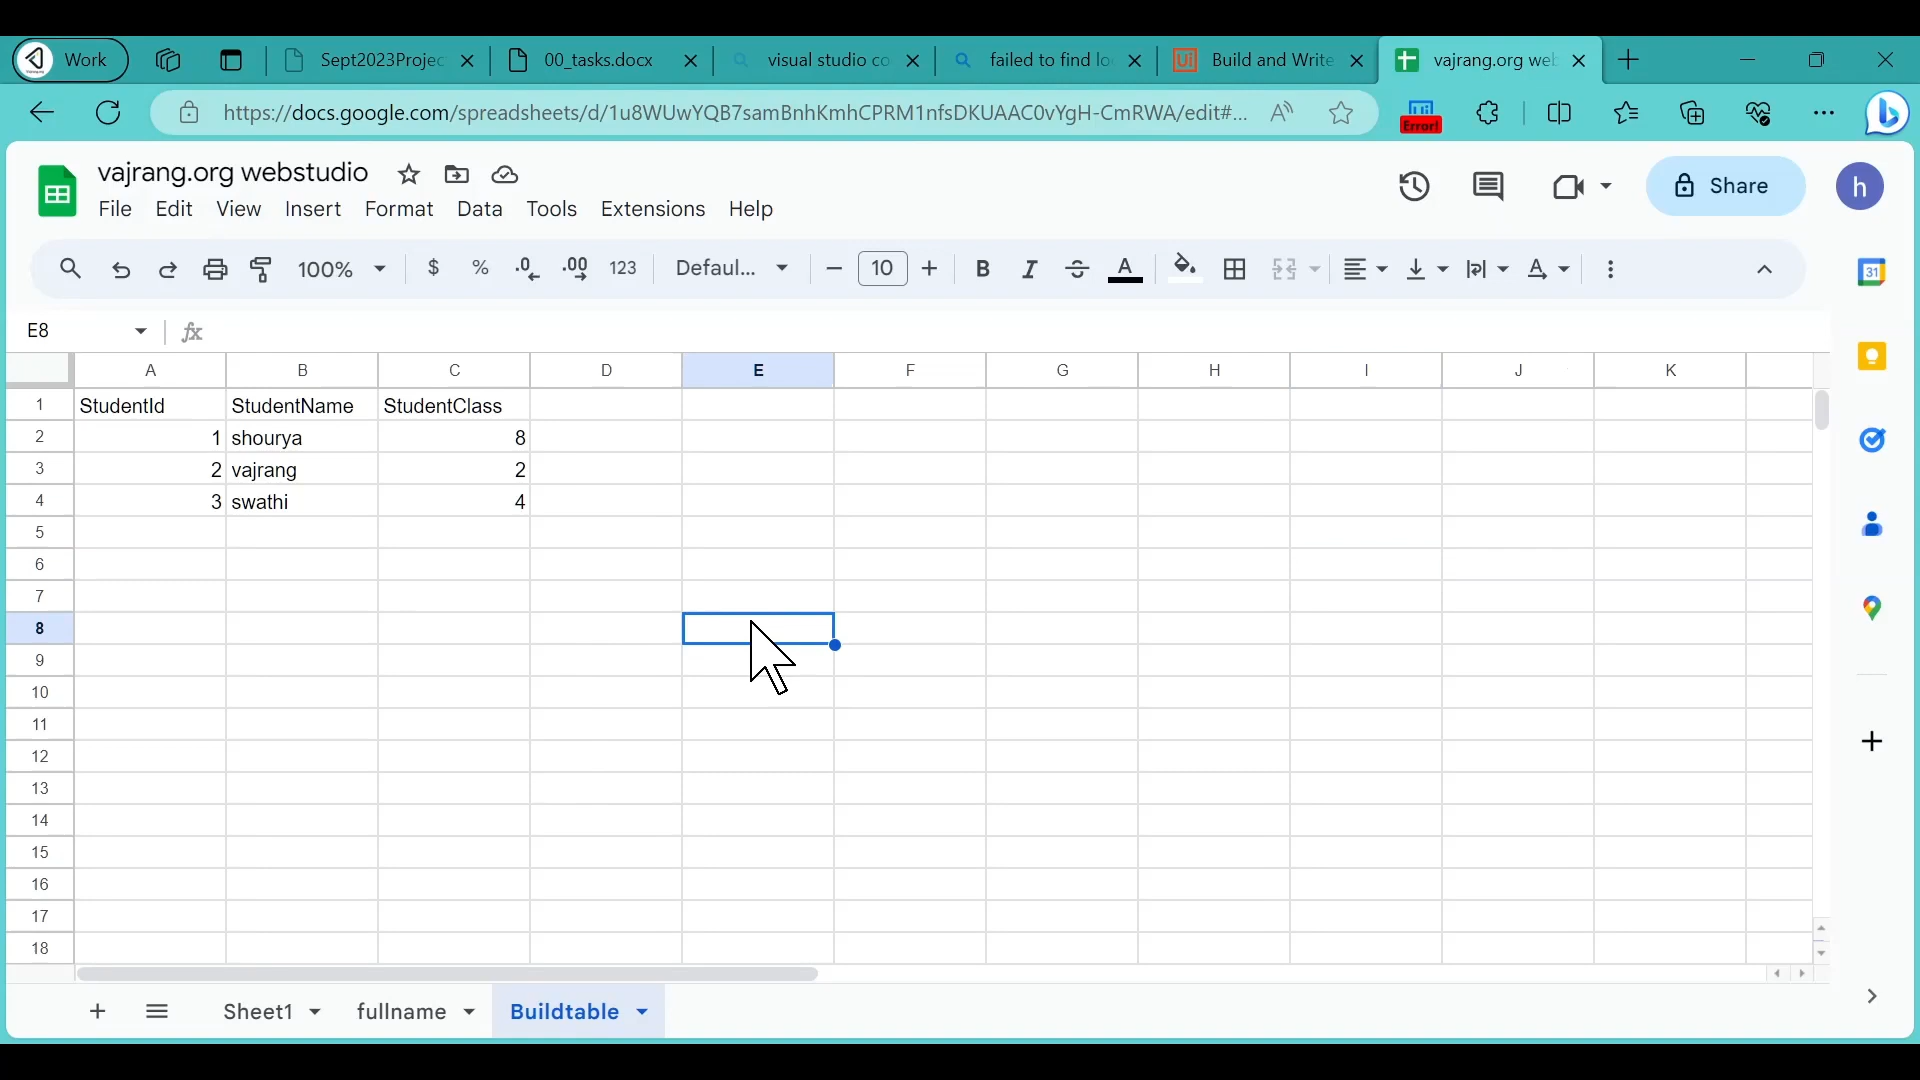 Work
Sept2023Projec
00_tasks.docx
visual studio co
failed to find lo
Build and Write
vajrang.org web
https://docs.google.com/spreadsheets/d/1u8WUwYQB7samBnhKmhCPRM1nfsDKUAAC0vYgH-CmRWA/edit#...
Error!
vajrang.org webstudio
File Edit View Insert Format Data Tools Extensions Help
Share
h
100% $ % .0 .00 123 Defaul... 10 B I A A
31
E8 fx
A B C D E F G H I J K
1 StudentId StudentName StudentClass
2 1 shourya 8
3 2 vajrang 2
4 3 swathi 4
5
6
7
8
9
10
11
12
13
14
15
16
17
18
Sheet1 fullname Buildtable